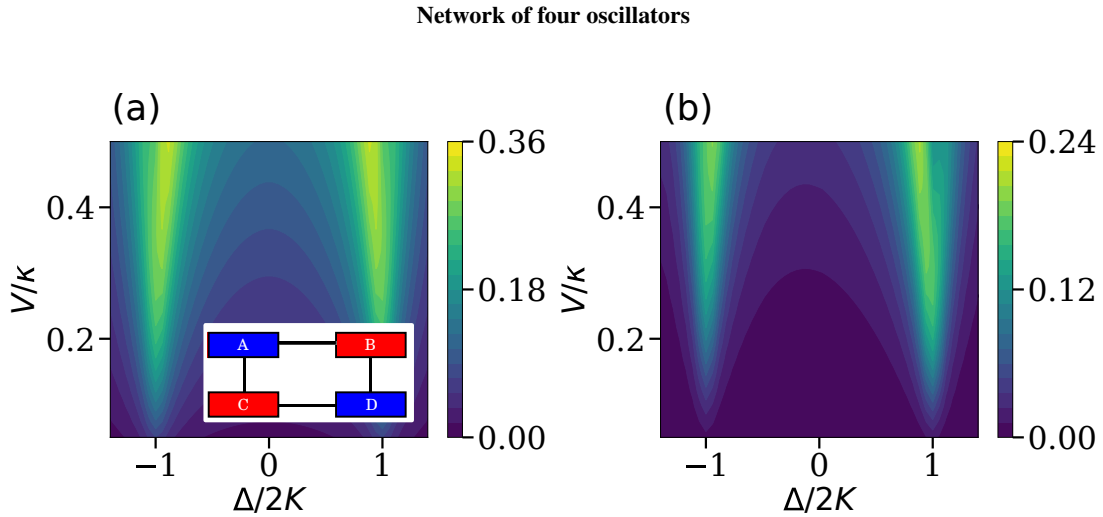 Network of four oscillators
(a)
(b)
0.4
0.2
V/κ
−1
0
1
Δ/2K
A
B
C
D
0.36
0.18
0.00
0.4
0.2
V/κ
−1
0
1
Δ/2K
0.24
0.12
0.00